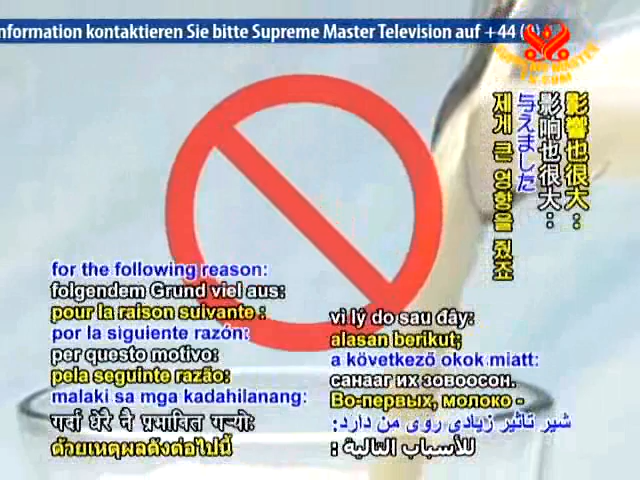 nformation kontaktieren Sie bitte Supreme Master Television auf +44 (0)
影響也很大:
影响也很大:
与えました
제게 큰 영향을 줬죠
for the following reason:
folgendem Grund viel aus:
pour la raison suivante :
por la siguiente razón:
per questo motivo:
pela seguinte razão:
malaki sa mga kadahilanang:
गर्दा धेरै नै प्रभावित गर्‍यो:
ด้วยเหตุผลดังต่อไปนี้
vì lý do sau đây:
alasan berikut;
a következő okok miatt:
санааг их зовоосон.
Во-первых, молоко -
شیر تاثیر زیادی روی من دارد:
للأسباب التالية :